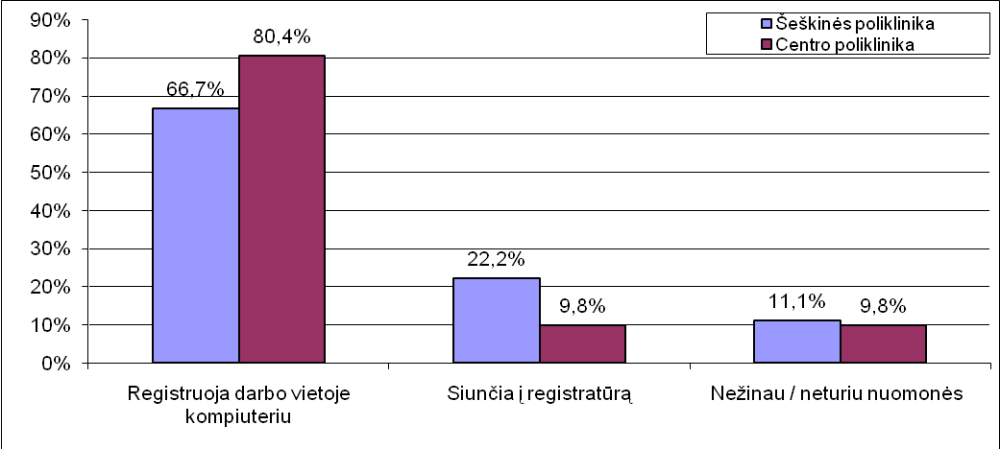 90%
80%
70%
60%
50%
40%
30%
20%
10%
0%
Šeškinės poliklinika
Centro poliklinika
66,7%
80,4%
22,2%
9,8%
11,1%
9,8%
Registruoja darbo vietoje
kompiuteriu
Siunčia į registratūrą
Nežinau / neturiu nuomonės